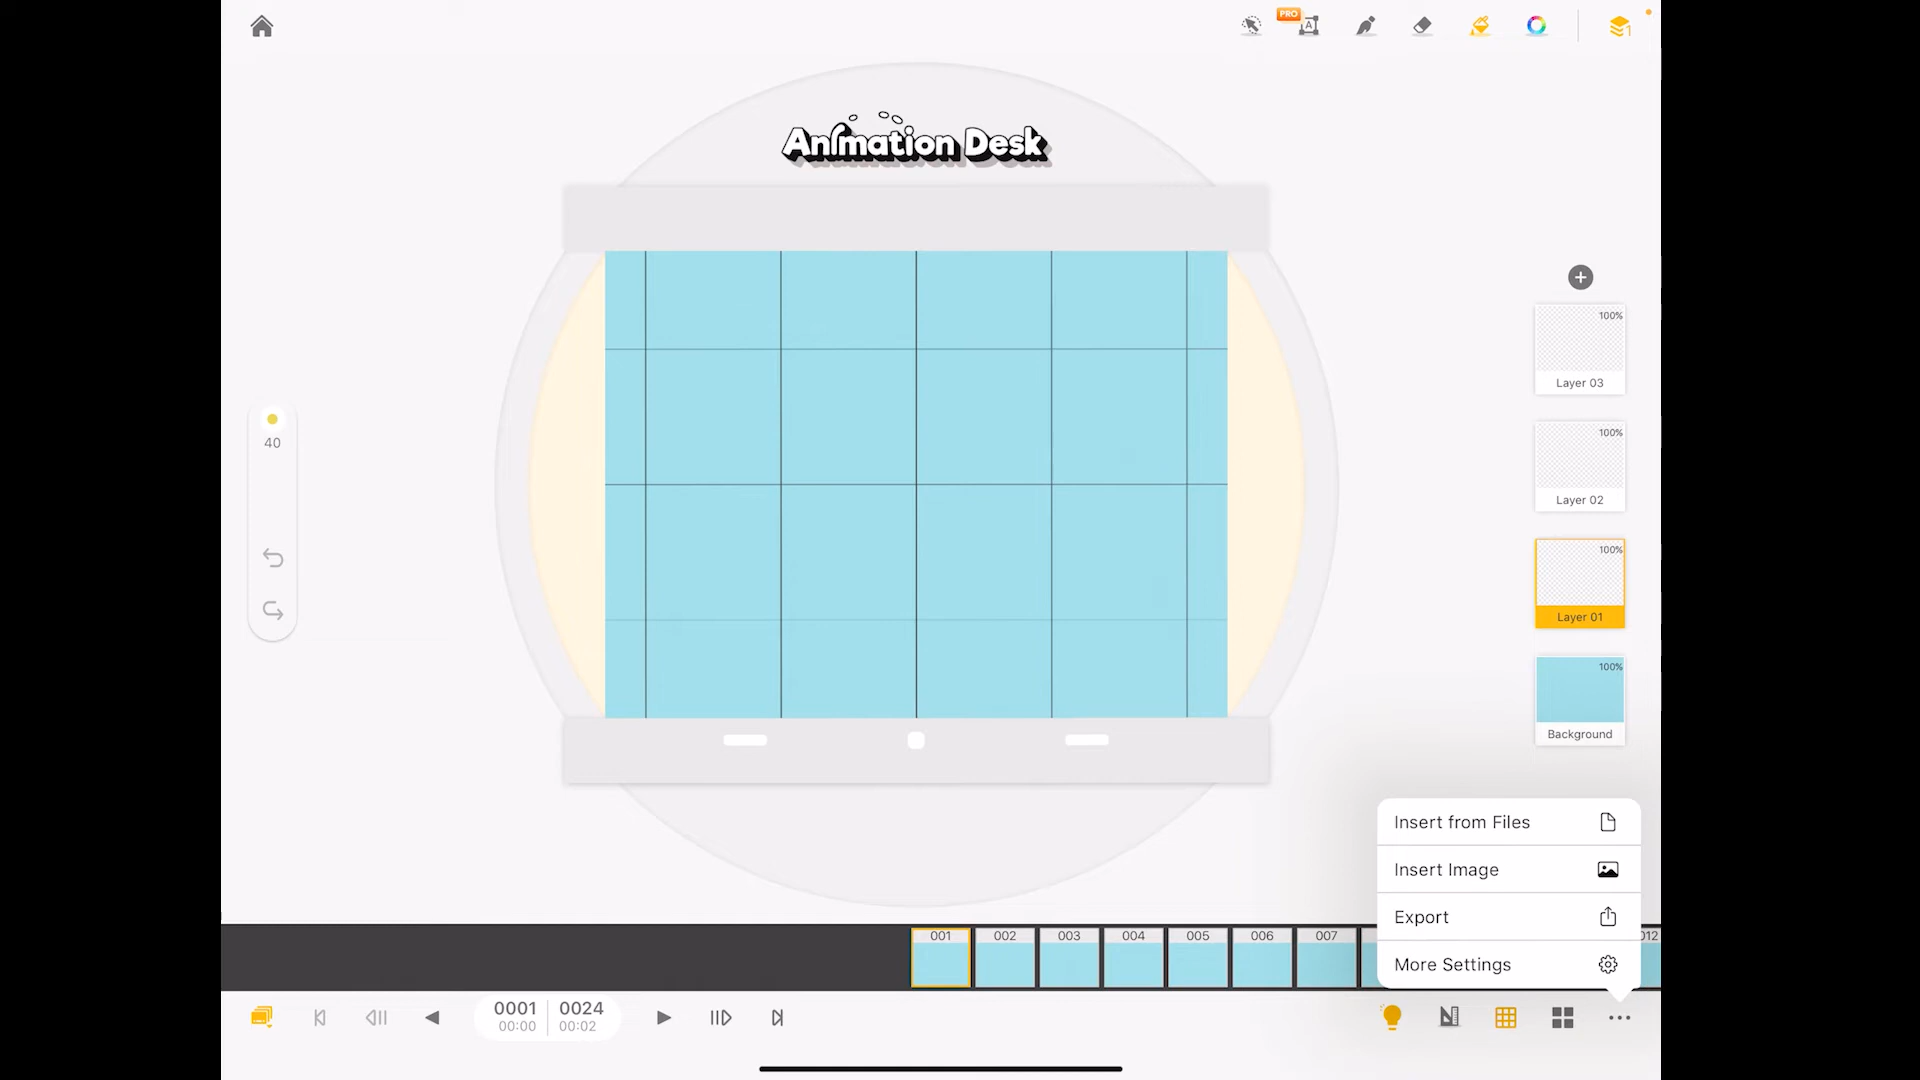 PRO
A
1
Animation Desk
40
100%
Layer 03
100%
Layer 02
100%
Layer 01
100%
Background
Insert from Files
Insert Image
Export
More Settings
001 002 003 004 005 006 007 012
0001 0024
00:00 00:02